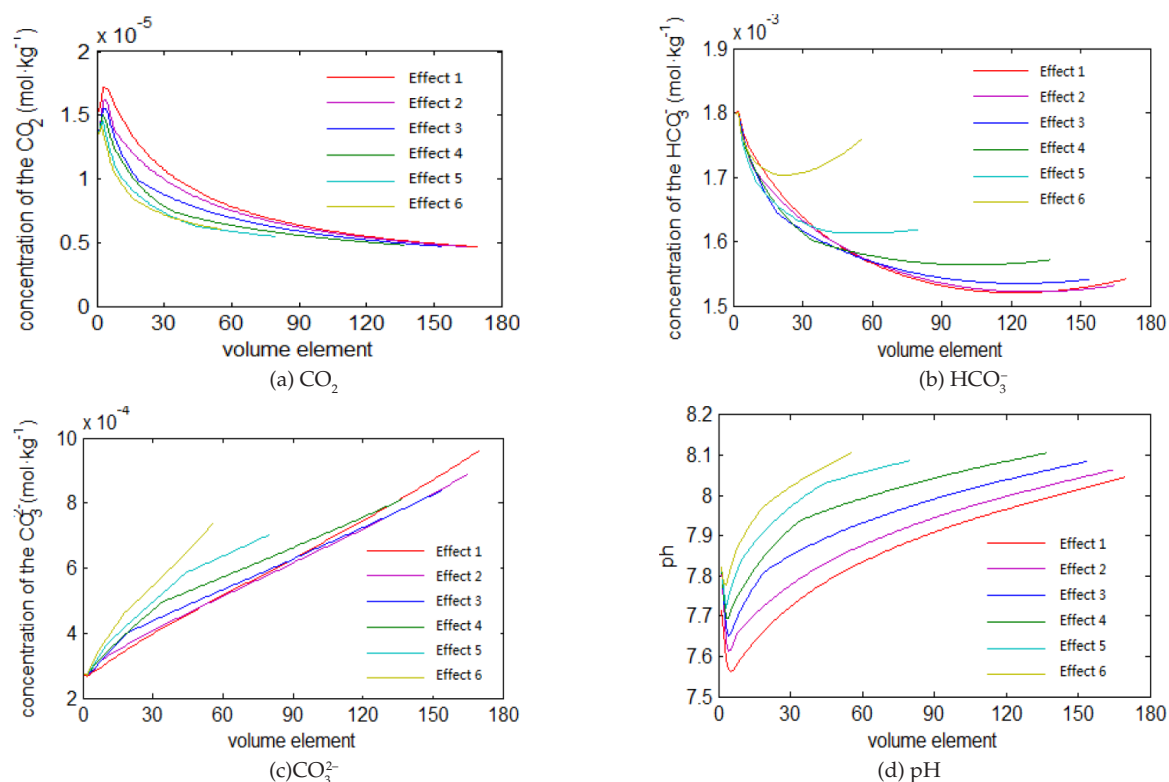 x 10⁻⁵
2
1.5
1
0.5
0
0 30 60 90 120 150 180
concentration of the CO₂ (mol·kg⁻¹)
volume element
Effect 1
Effect 2
Effect 3
Effect 4
Effect 5
Effect 6
(a) CO₂
x 10⁻³
1.9
1.8
1.7
1.6
1.5
0 30 60 90 120 150 180
concentration of the HCO₃⁻ (mol·kg⁻¹)
volume element
Effect 1
Effect 2
Effect 3
Effect 4
Effect 5
Effect 6
(b) HCO₃⁻
x 10⁻⁴
10
8
6
4
2
0 30 60 90 120 150 180
concentration of the CO₃²⁻(mol·kg⁻¹)
volume element
Effect 1
Effect 2
Effect 3
Effect 4
Effect 5
Effect 6
(c)CO₃²⁻
8.2
8.1
8
7.9
7.8
7.7
7.6
7.5
0 30 60 90 120 150 180
ph
volume element
Effect 1
Effect 2
Effect 3
Effect 4
Effect 5
Effect 6
(d) pH